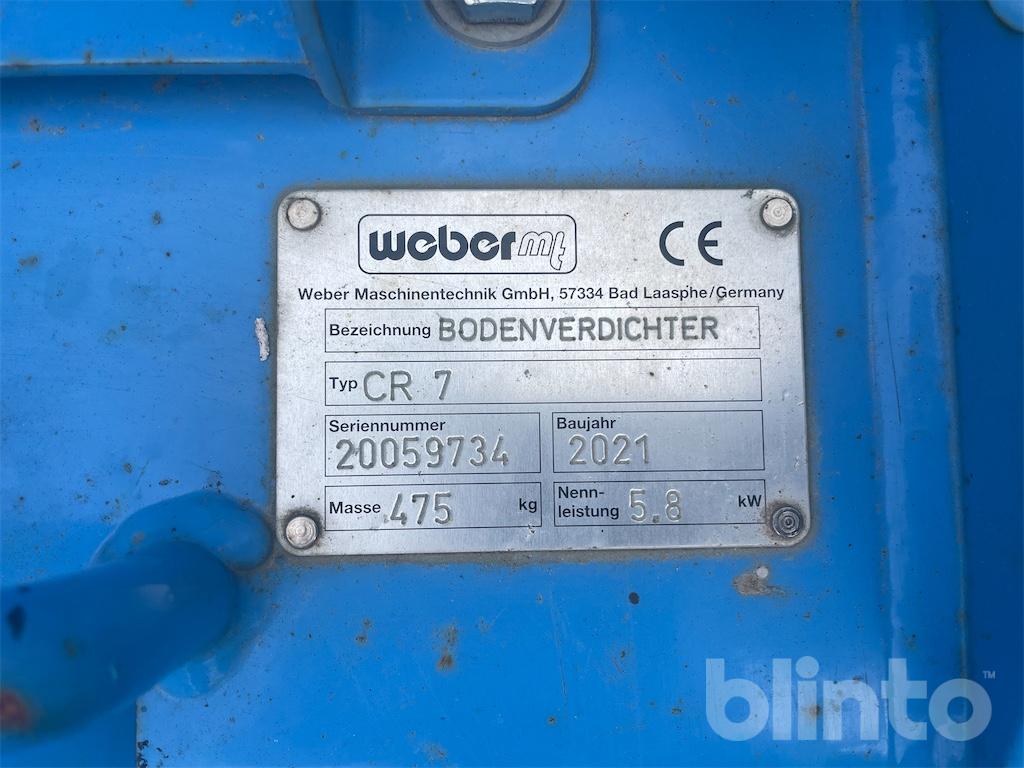 weber mt CE
Weber Maschinentechnik GmbH, 57334 Bad Laasphe/Germany
Bezeichnung BODENVERDICHTER
Typ CR 7
Seriennummer
20059734
Baujahr
2021
Masse 475 kg
Nenn-
leistung 5.8 kW
blinto™